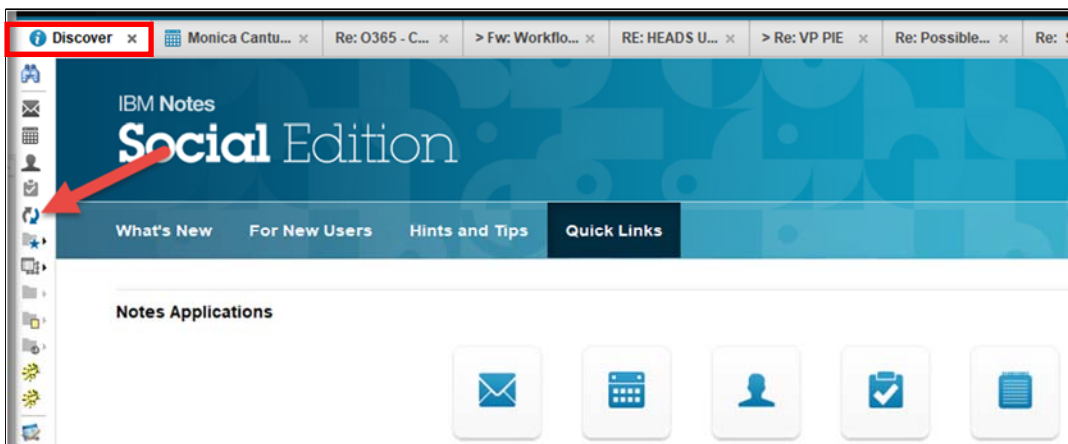 Discover
Monica Cantu...
Re: O365 - C...
> Fw: Workflo...
RE: HEADS U...
> Re: VP PIE
Re: Possible...
Re:
IBM Notes
Social Edition
What's New For New Users Hints and Tips Quick Links
Notes Applications